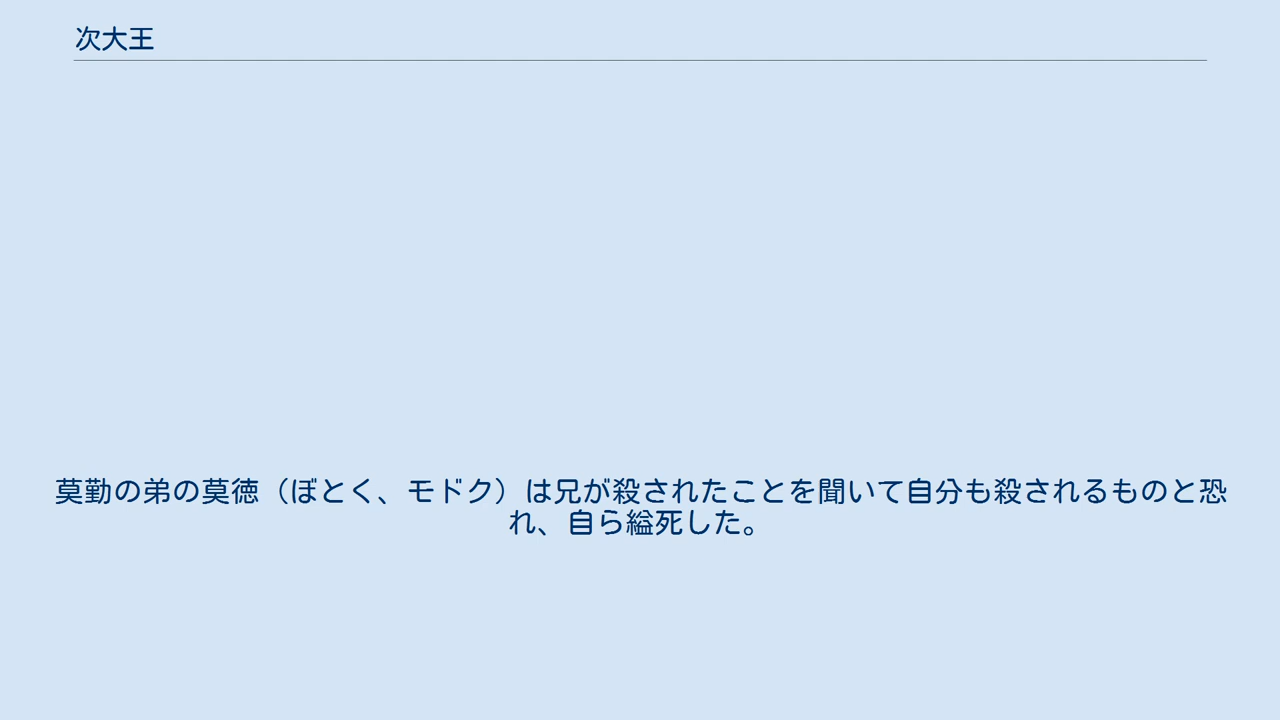 次大王
莫勤の弟の莫徳（ぼとく、モドク）は兄が殺されたことを聞いて自分も殺されるものと恐
れ、自ら縊死した。